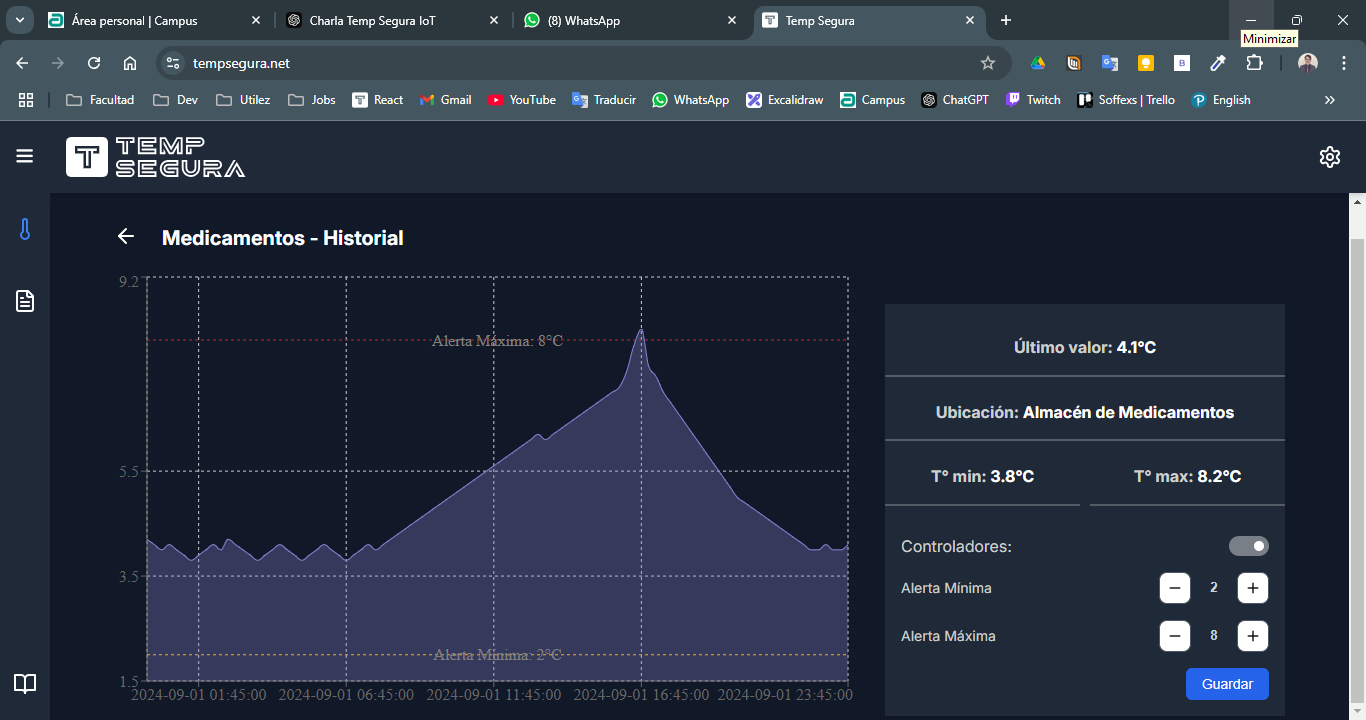 Área personal | Campus
Charla Temp Segura IoT
(8) WhatsApp
Temp Segura
Minimizar
tempsegura.net
B
Facultad
Dev
Utilez
Jobs
React
Gmail
YouTube
Traducir
WhatsApp
Excalidraw
Campus
ChatGPT
Twitch
Soffexs | Trello
English
T TEMP
SEGURA
Medicamentos - Historial
9.2
Alerta Máxima: 8°C
5.5
3.5
Alerta Mínima: 2°C
1.5
2024-09-01 01:45:00
2024-09-01 06:45:00
2024-09-01 11:45:00
2024-09-01 16:45:00
2024-09-01 23:45:00
Último valor: 4.1°C
Ubicación: Almacén de Medicamentos
T° min: 3.8°C
T° max: 8.2°C
Controladores:
Alerta Mínima
− 2 +
Alerta Máxima
− 8 +
Guardar